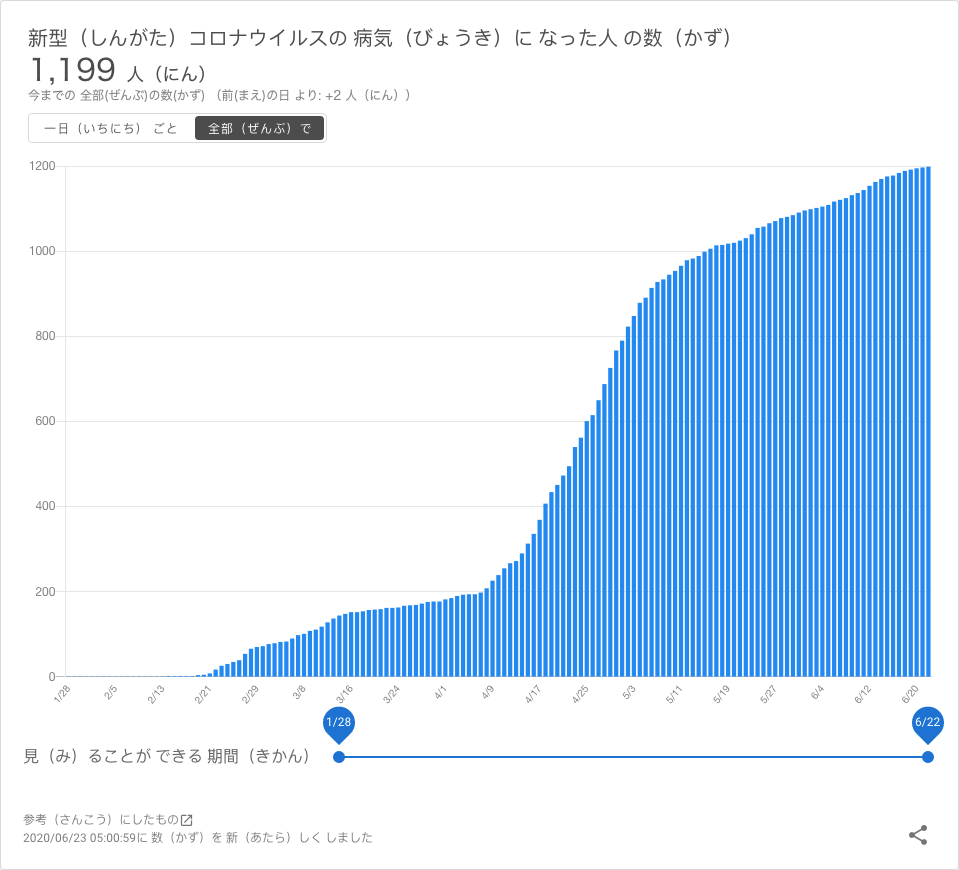 新型（しんがた）コロナウイルスの 病気（びょうき）に なった人 の数（かず）
1,199 人（にん）
今までの 全部(ぜんぶ)の数(かず) （前(まえ)の日 より: +2 人（にん））
一日（いちにち） ごと 全部（ぜんぶ）で
1200
1000
800
600
400
200
0
1/28 2/5 2/13 2/21 2/29 3/8 3/16 3/24 4/1 4/9 4/17 4/25 5/3 5/11 5/19 5/27 6/4 6/12 6/20
1/28 6/22
見（み）ることが できる 期間（きかん）
参考（さんこう）にしたもの
2020/06/23 05:00:59に 数（かず）を 新（あたら）しく しました